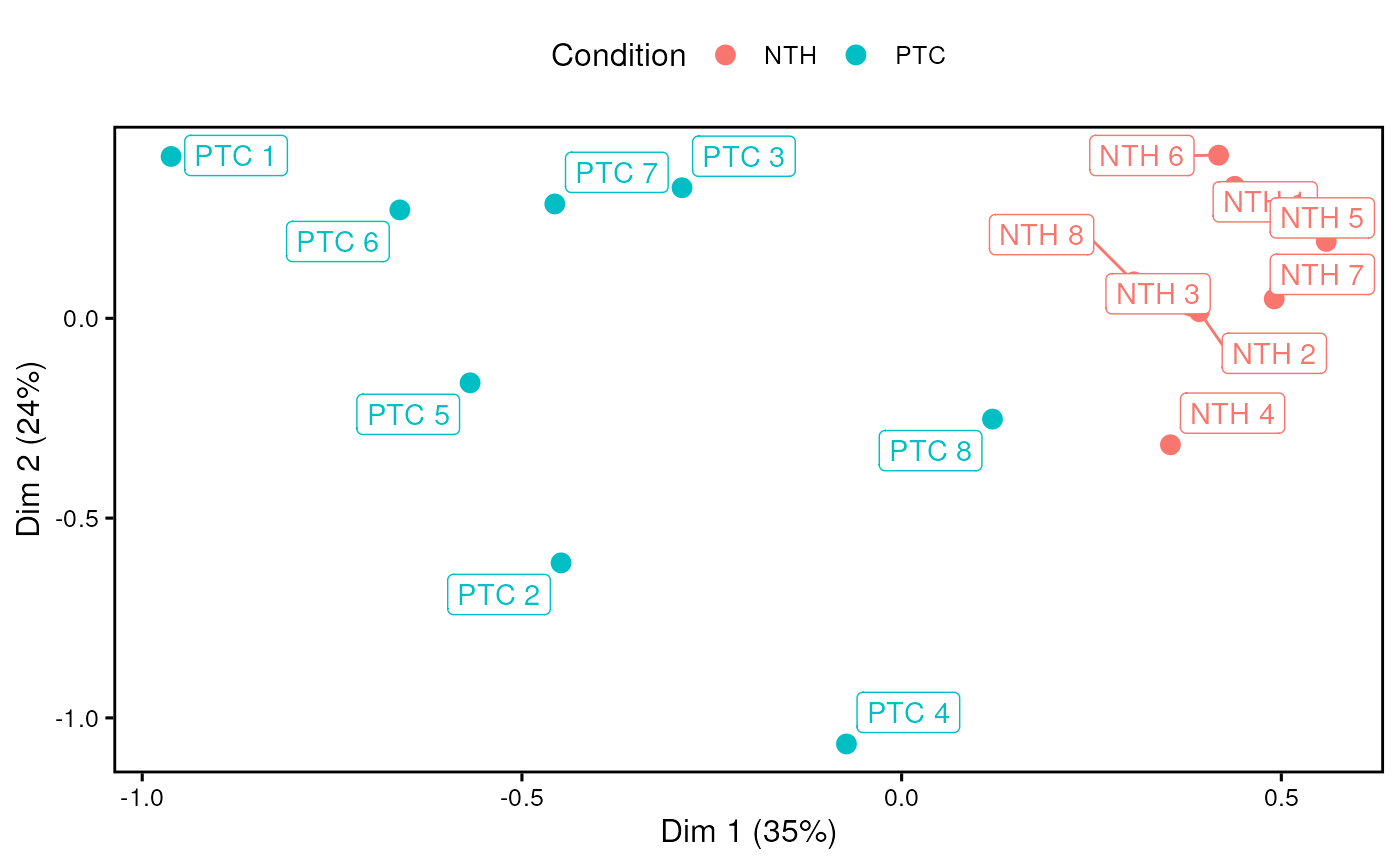 Condition NTH PTC
PTC 1
PTC 3
NTH 6
PTC 7
NTH 1
NTH 5
PTC 6
NTH 8
NTH 7
NTH 3
NTH 2
PTC 5
NTH 4
PTC 8
PTC 2
PTC 4
0.0
-0.5
-1.0
Dim 2 (24%)
-1.0 -0.5 0.0 0.5
Dim 1 (35%)